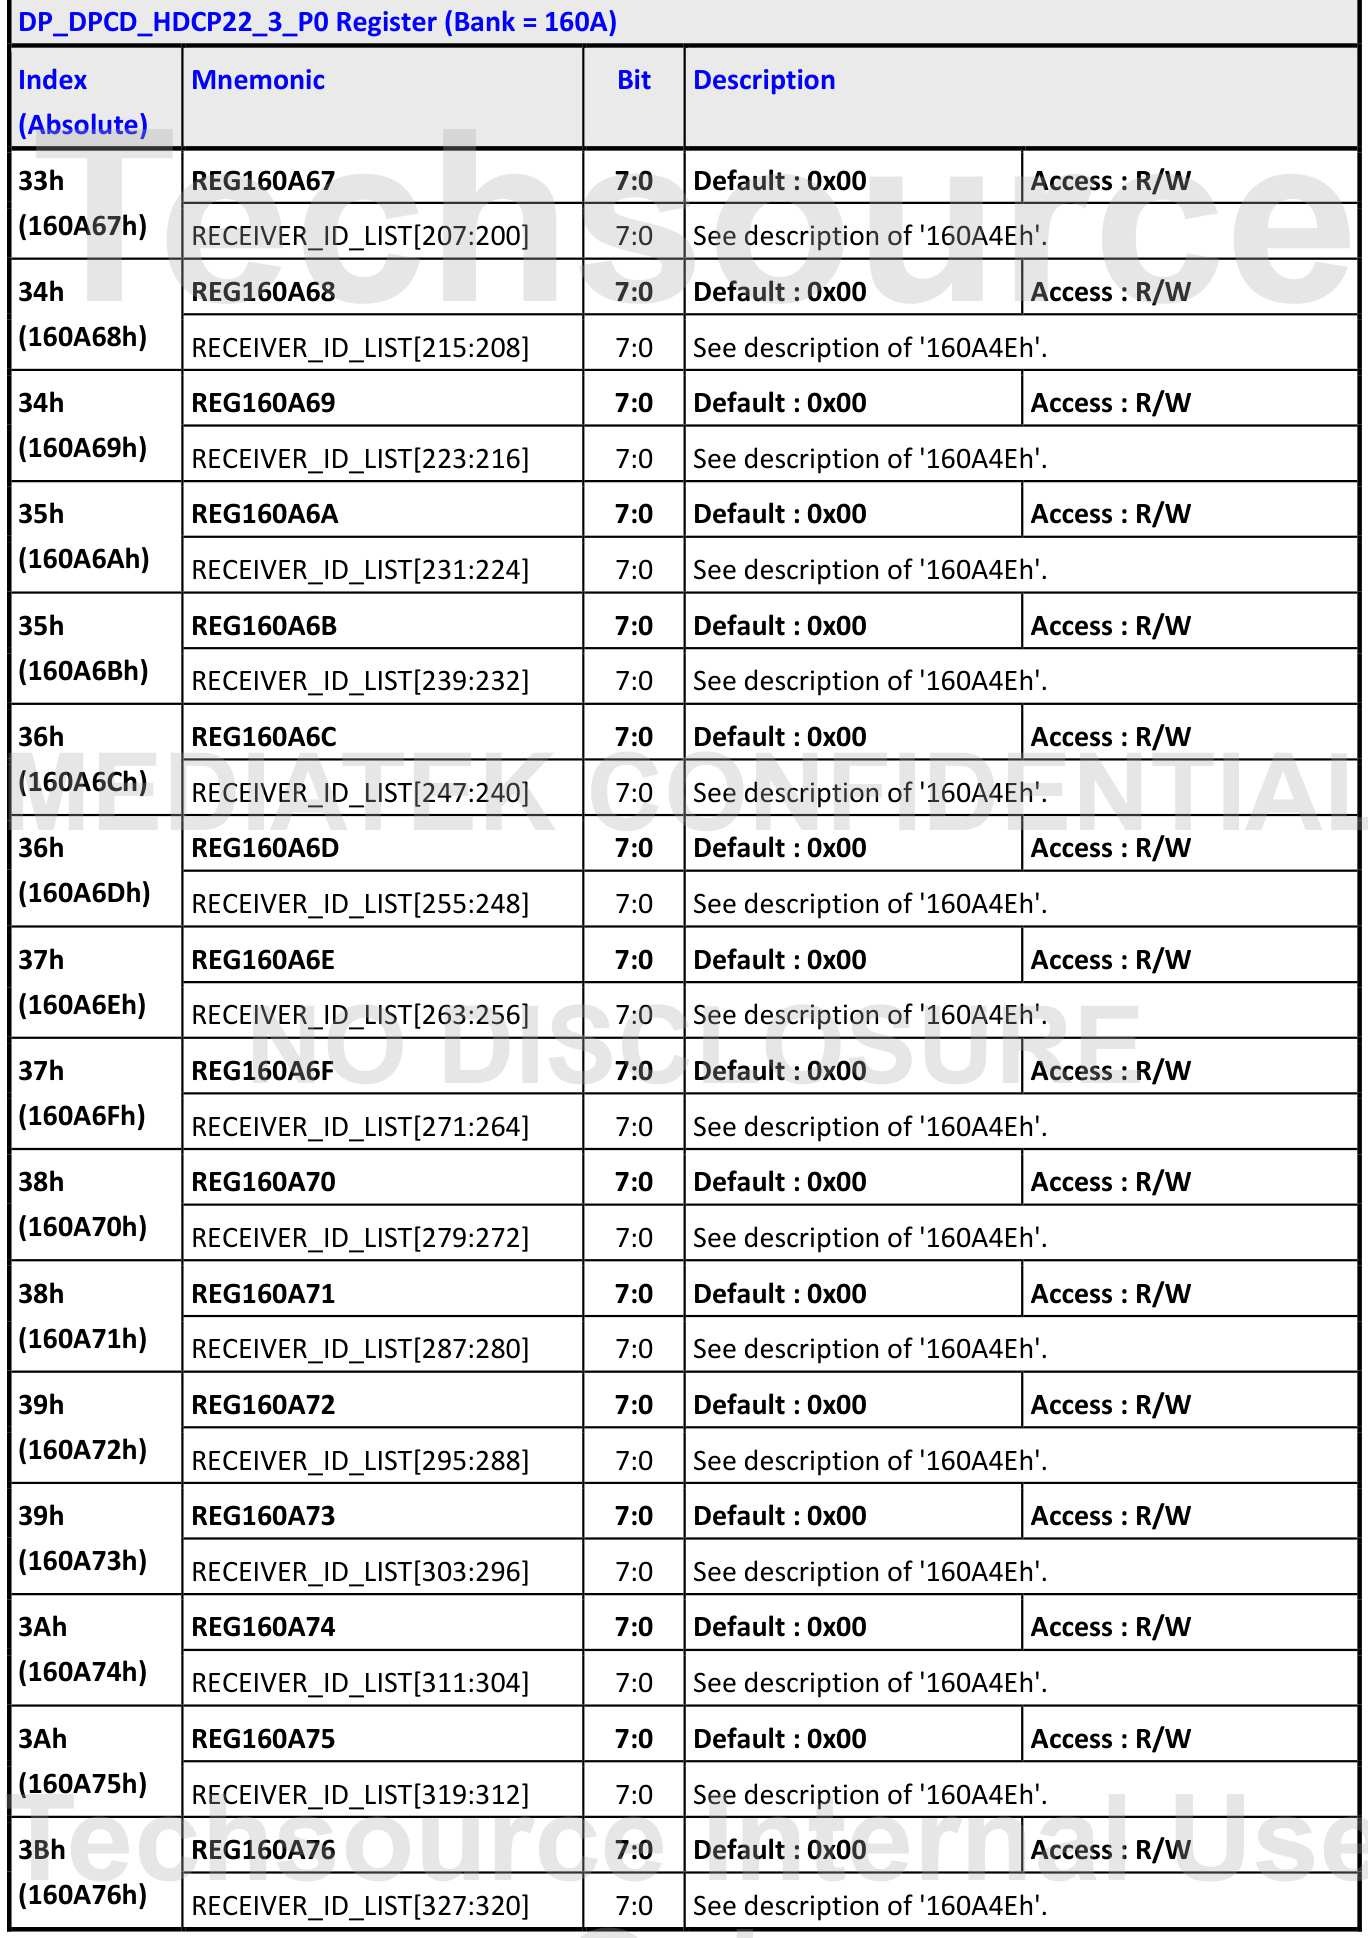 DP_DPCD_HDCP22_3_P0 Register (Bank = 160A)
Index (Absolute) Mnemonic Bit Description
33h (160A67h) REG160A67 7:0 Default : 0x00 Access : R/W
RECEIVER_ID_LIST[207:200] 7:0 See description of '160A4Eh'.
34h (160A68h) REG160A68 7:0 Default : 0x00 Access : R/W
RECEIVER_ID_LIST[215:208] 7:0 See description of '160A4Eh'.
34h (160A69h) REG160A69 7:0 Default : 0x00 Access : R/W
RECEIVER_ID_LIST[223:216] 7:0 See description of '160A4Eh'.
35h (160A6Ah) REG160A6A 7:0 Default : 0x00 Access : R/W
RECEIVER_ID_LIST[231:224] 7:0 See description of '160A4Eh'.
35h (160A6Bh) REG160A6B 7:0 Default : 0x00 Access : R/W
RECEIVER_ID_LIST[239:232] 7:0 See description of '160A4Eh'.
36h (160A6Ch) REG160A6C 7:0 Default : 0x00 Access : R/W
RECEIVER_ID_LIST[247:240] 7:0 See description of '160A4Eh'.
36h (160A6Dh) REG160A6D 7:0 Default : 0x00 Access : R/W
RECEIVER_ID_LIST[255:248] 7:0 See description of '160A4Eh'.
37h (160A6Eh) REG160A6E 7:0 Default : 0x00 Access : R/W
RECEIVER_ID_LIST[263:256] 7:0 See description of '160A4Eh'.
37h (160A6Fh) REG160A6F 7:0 Default : 0x00 Access : R/W
RECEIVER_ID_LIST[271:264] 7:0 See description of '160A4Eh'.
38h (160A70h) REG160A70 7:0 Default : 0x00 Access : R/W
RECEIVER_ID_LIST[279:272] 7:0 See description of '160A4Eh'.
38h (160A71h) REG160A71 7:0 Default : 0x00 Access : R/W
RECEIVER_ID_LIST[287:280] 7:0 See description of '160A4Eh'.
39h (160A72h) REG160A72 7:0 Default : 0x00 Access : R/W
RECEIVER_ID_LIST[295:288] 7:0 See description of '160A4Eh'.
39h (160A73h) REG160A73 7:0 Default : 0x00 Access : R/W
RECEIVER_ID_LIST[303:296] 7:0 See description of '160A4Eh'.
3Ah (160A74h) REG160A74 7:0 Default : 0x00 Access : R/W
RECEIVER_ID_LIST[311:304] 7:0 See description of '160A4Eh'.
3Ah (160A75h) REG160A75 7:0 Default : 0x00 Access : R/W
RECEIVER_ID_LIST[319:312] 7:0 See description of '160A4Eh'.
3Bh (160A76h) REG160A76 7:0 Default : 0x00 Access : R/W
RECEIVER_ID_LIST[327:320] 7:0 See description of '160A4Eh'.
Techsource
MEDIATEK CONFIDENTIAL
NO DISCLOSURE
Techsource Internal Use